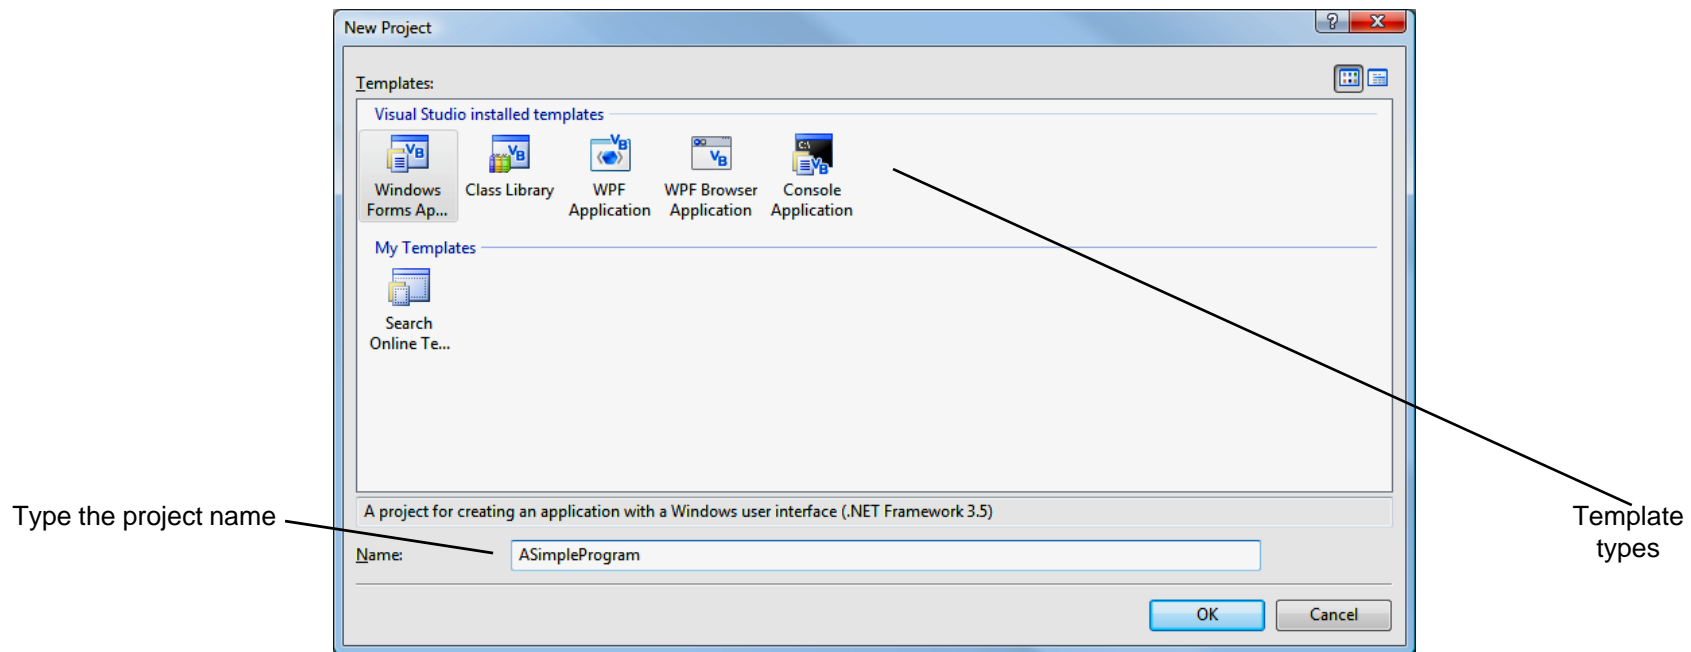 New Project
Templates:
Visual Studio installed templates
Windows Forms Ap...
Class Library
WPF Application
WPF Browser Application
Console Application
My Templates
Search Online Te...
A project for creating an application with a Windows user interface (.NET Framework 3.5)
Type the project name
Name:
ASimpleProgram
Template
types
OK
Cancel